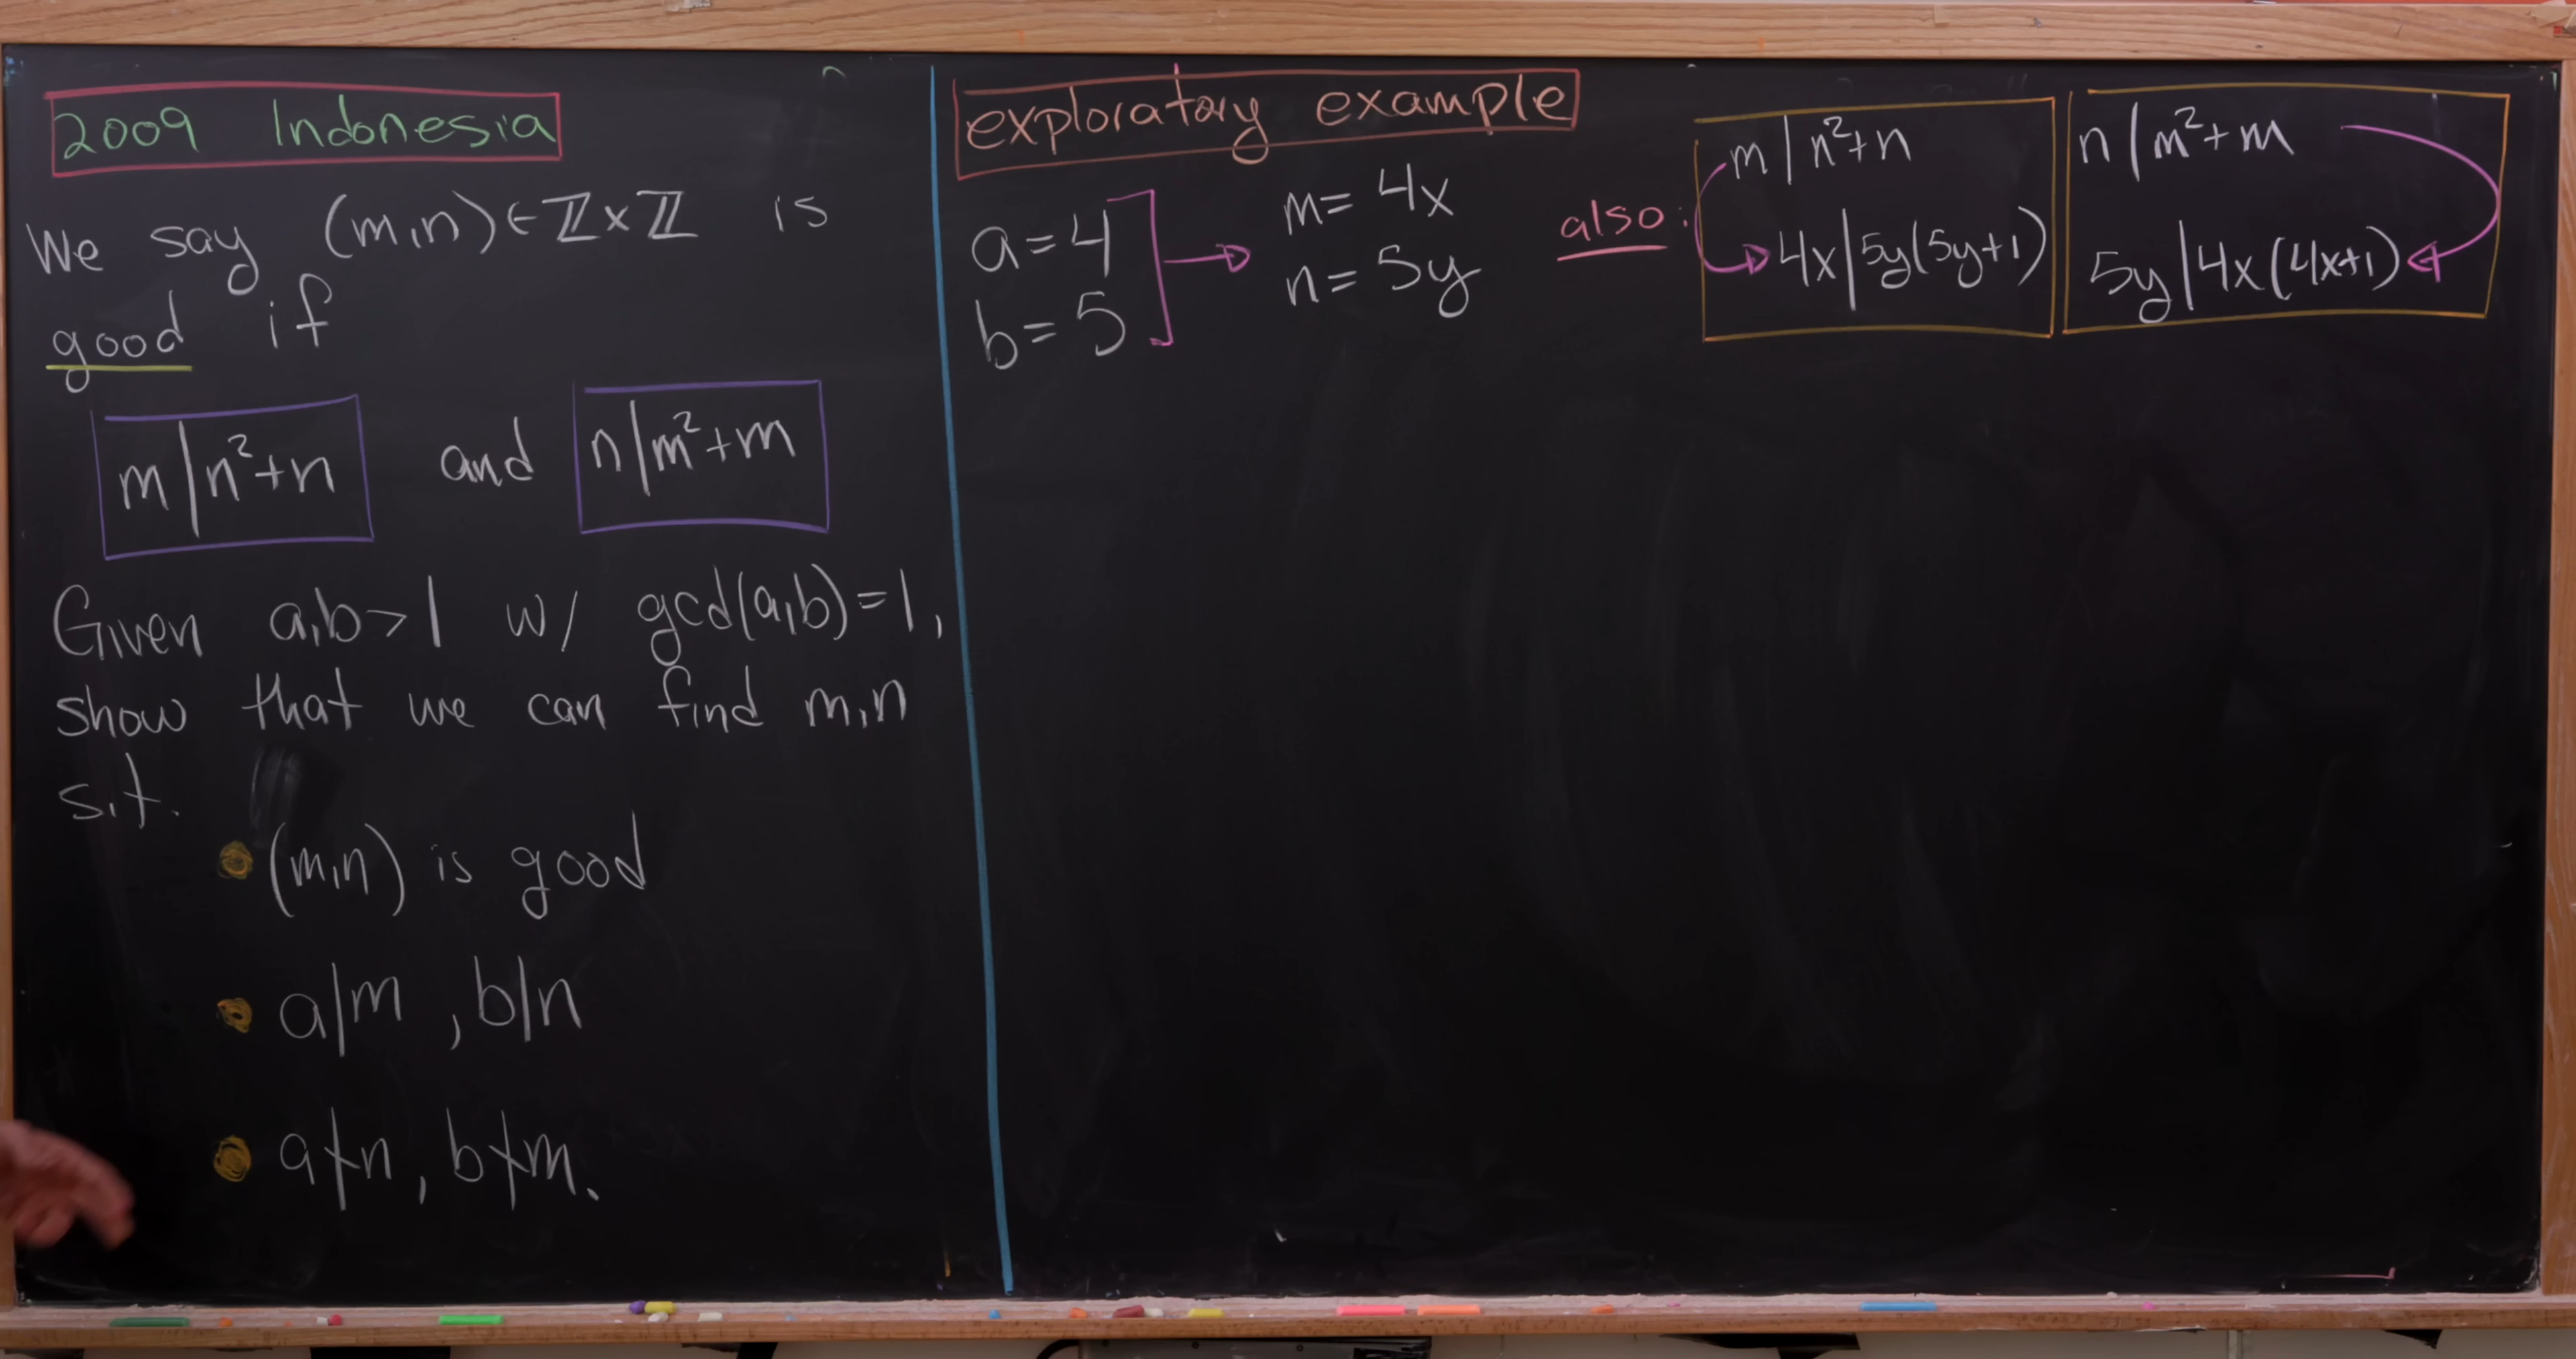 2009 Indonesia
We say (m,n)∈ℤ×ℤ is
good if
m|n²+n and n|m²+m
Given a,b>1 w/ gcd(a,b)=1,
show that we can find m,n
s.t.
• (m,n) is good
• a|m , b|n
• a∤n , b∤m.
exploratory example
a=4
b=5
m= 4x
n= 5y
also:
m|n²+n
4x|5y(5y+1)
n|m²+m
5y|4x(4x+1)